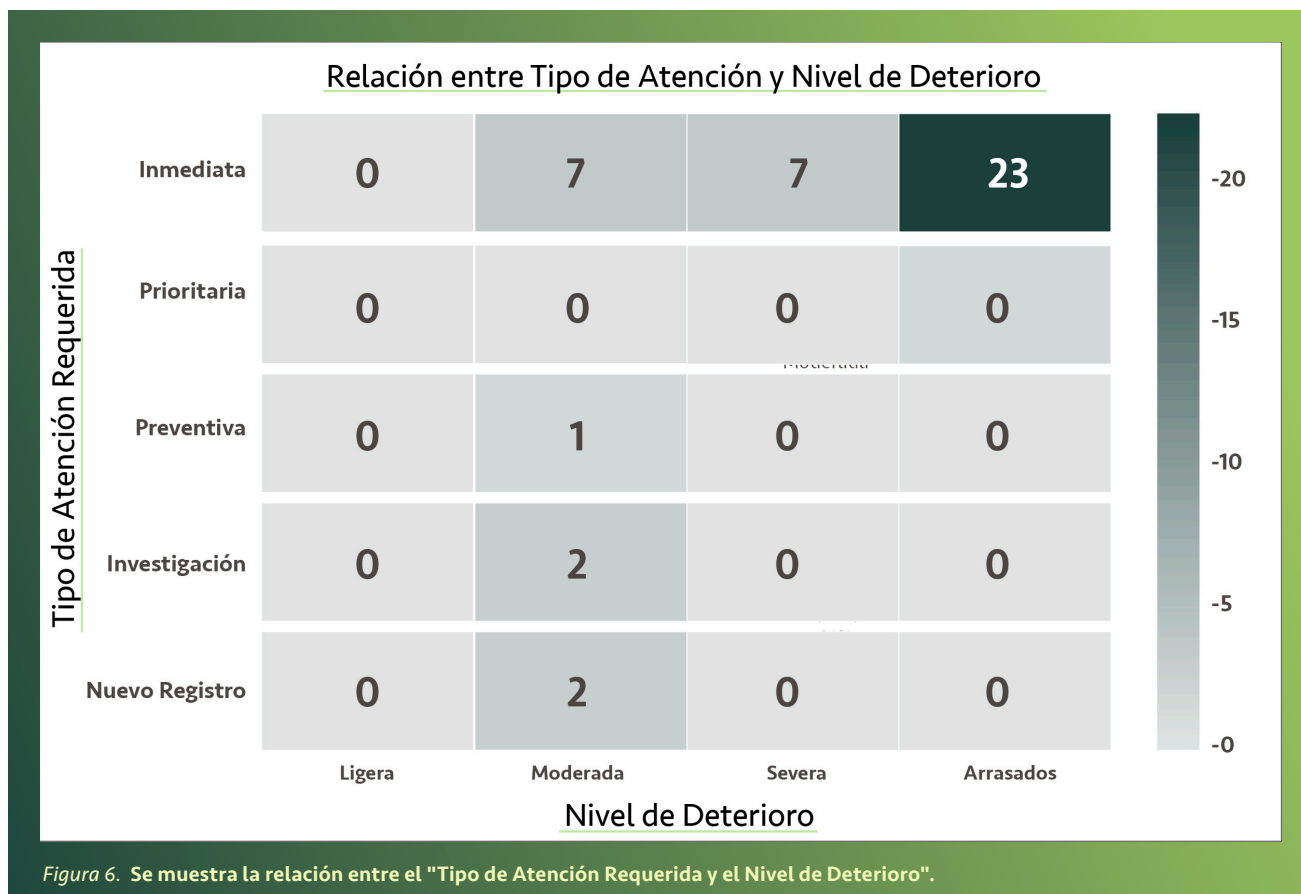 Relación entre Tipo de Atención y Nivel de Deterioro
Inmediata 0 7 7 23
Prioritaria 0 0 0 0
Preventiva 0 1 0 0
Investigación 0 2 0 0
Nuevo Registro 0 2 0 0
Ligera Moderada Severa Arrasados
Nivel de Deterioro
Tipo de Atención Requerida
-20
-15
-10
-5
-0
Figura 6. Se muestra la relación entre el "Tipo de Atención Requerida y el Nivel de Deterioro".